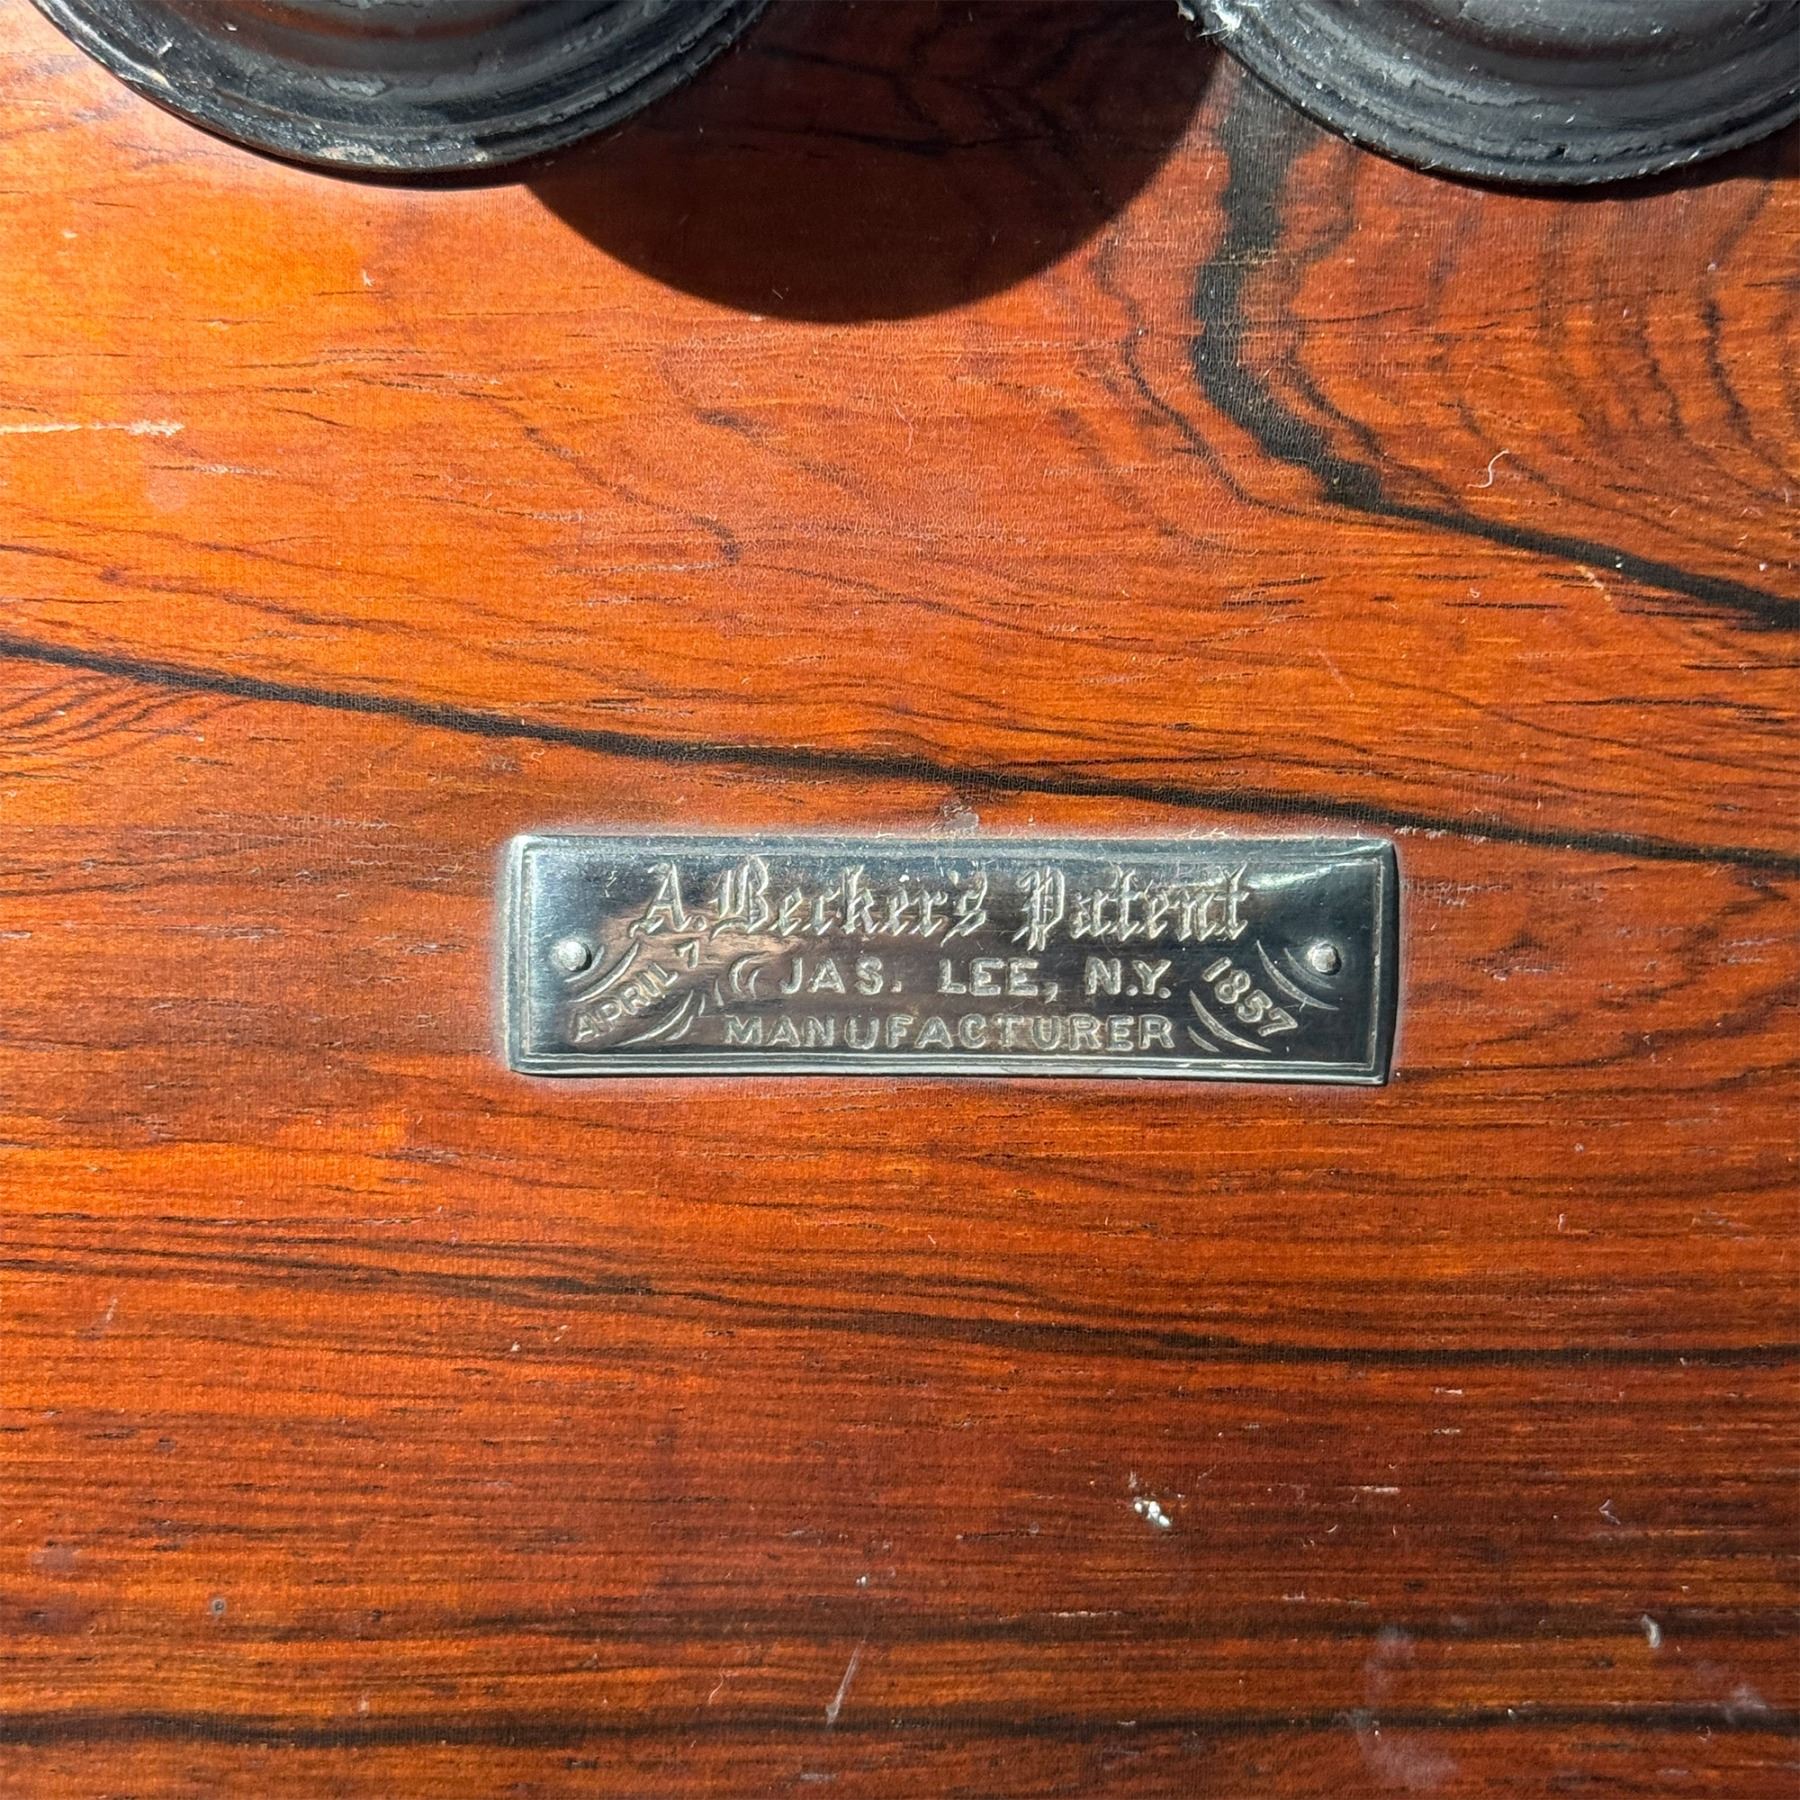 A. Becker's Patent
APRIL 7 JAS. LEE, N.Y. 1857
MANUFACTURER